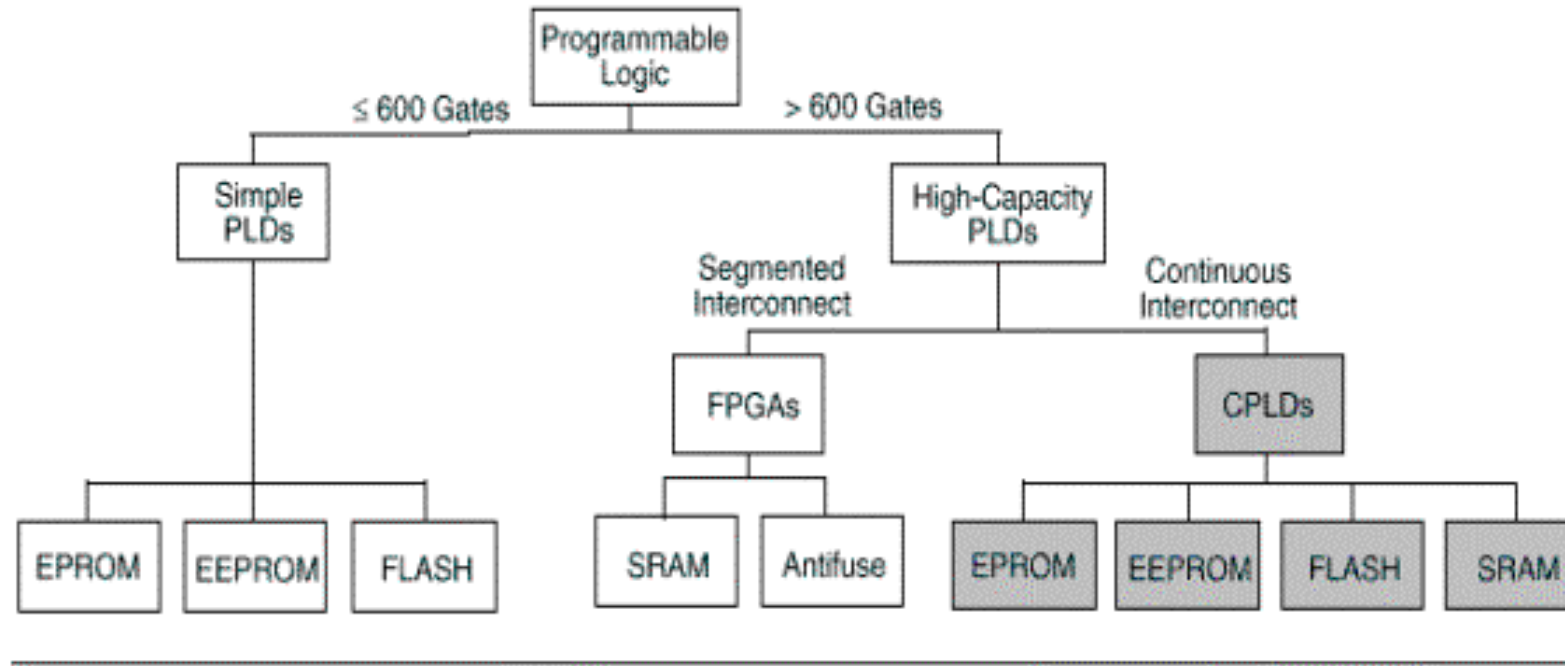 Programmable
Logic
≤ 600 Gates
> 600 Gates
Simple
PLDs
High-Capacity
PLDs
Segmented
Interconnect
Continuous
Interconnect
FPGAs
CPLDs
EPROM
EEPROM
FLASH
SRAM
Antifuse
EPROM
EEPROM
FLASH
SRAM